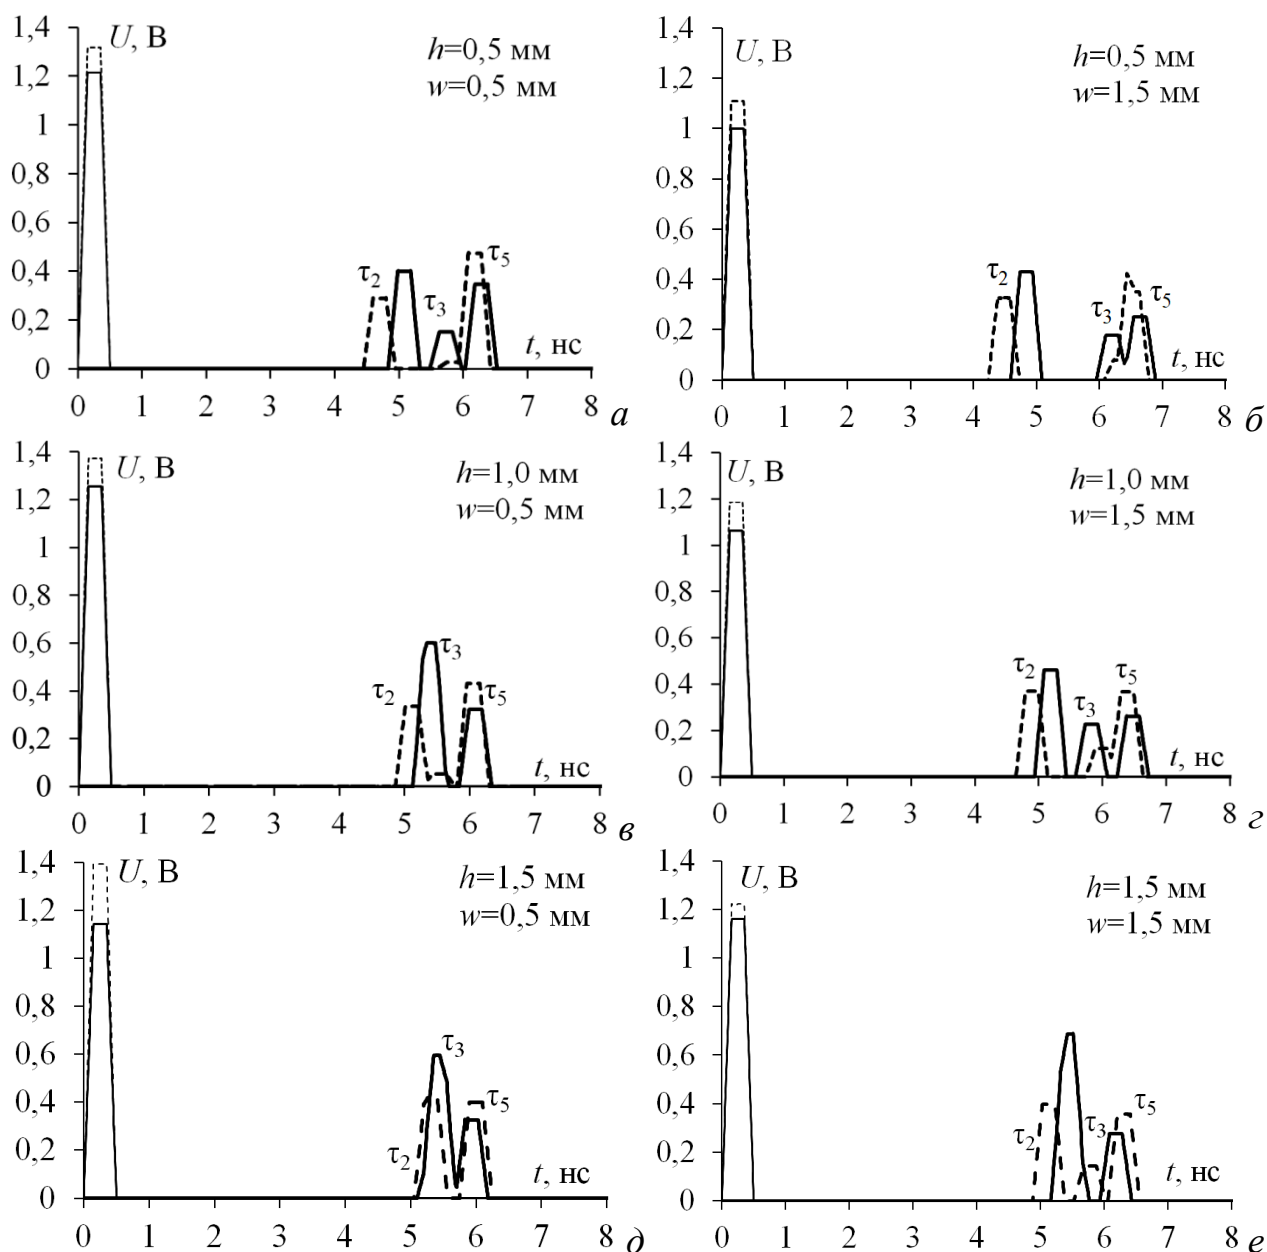 1,4
U, В
h=0,5 мм
w=0,5 мм
1,2
1
0,8
0,6
0,4
0,2
0
τ2
τ3
τ5
t, нс
0 1 2 3 4 5 6 7 8
а
1,4
U, В
h=0,5 мм
w=1,5 мм
1,2
1
0,8
0,6
0,4
0,2
0
τ2
τ3
τ5
t, нс
0 1 2 3 4 5 6 7 8
б
1,4
U, В
h=1,0 мм
w=0,5 мм
1,2
1
0,8
0,6
0,4
0,2
0
τ3
τ2
τ5
t, нс
0 1 2 3 4 5 6 7 8
в
1,4
U, В
h=1,0 мм
w=1,5 мм
1,2
1
0,8
0,6
0,4
0,2
0
τ2
τ3
τ5
t, нс
0 1 2 3 4 5 6 7 8
г
1,4
U, В
h=1,5 мм
w=0,5 мм
1,2
1
0,8
0,6
0,4
0,2
0
τ3
τ2
τ5
t, нс
0 1 2 3 4 5 6 7 8
д
1,4
U, В
h=1,5 мм
w=1,5 мм
1,2
1
0,8
0,6
0,4
0,2
0
τ2
τ3
τ5
t, нс
0 1 2 3 4 5 6 7 8
е